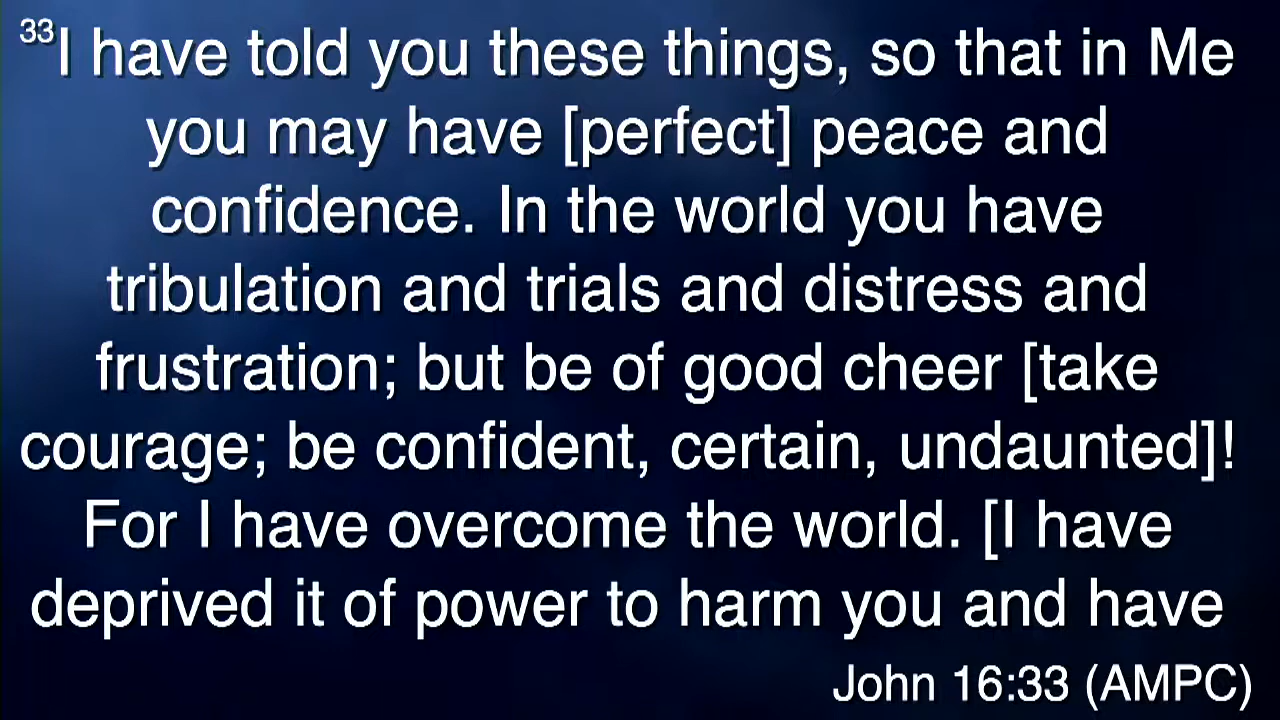 33I have told you these things, so that in Me
you may have [perfect] peace and
confidence. In the world you have
tribulation and trials and distress and
frustration; but be of good cheer [take
courage; be confident, certain, undaunted]!
For I have overcome the world. [I have
deprived it of power to harm you and have
John 16:33 (AMPC)